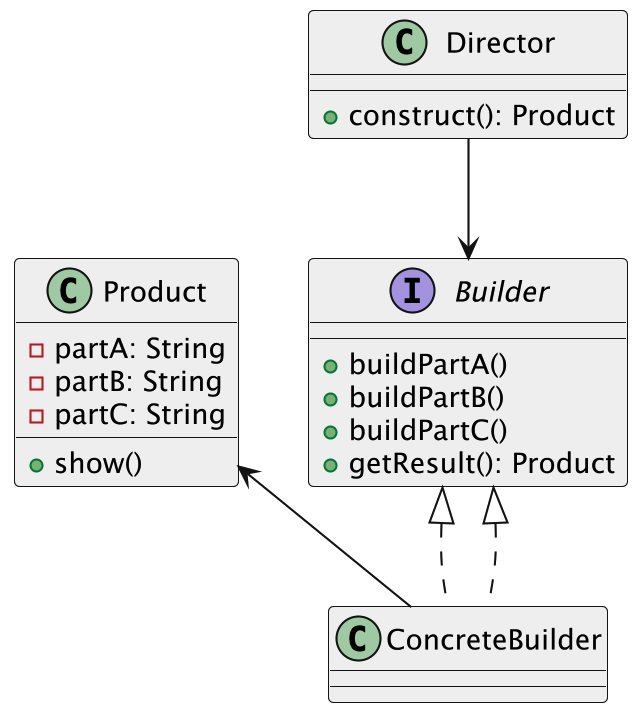 C Director
construct(): Product
C Product
partA: String
partB: String
partC: String
show()
I Builder
buildPartA()
buildPartB()
buildPartC()
getResult(): Product
C ConcreteBuilder